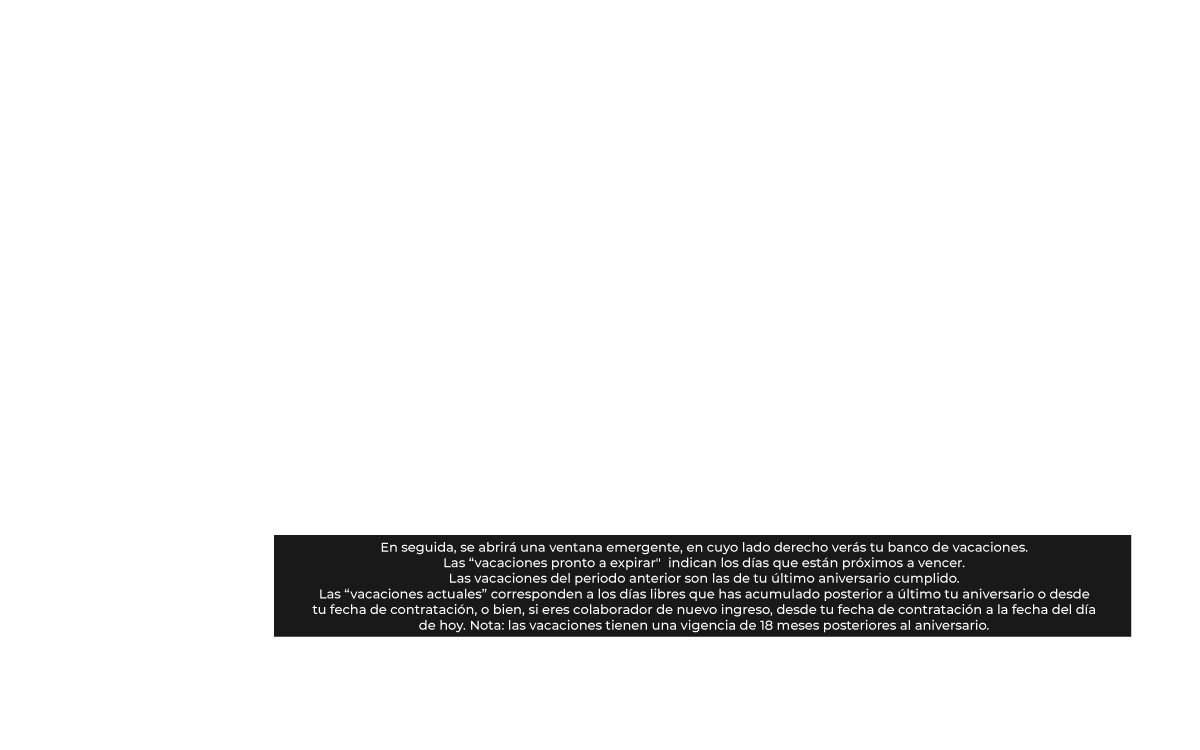 En seguida, se abrirá una ventana emergente, en cuyo lado derecho verás tu banco de vacaciones.
Las “vacaciones pronto a expirar"  indican los días que están próximos a vencer.
Las vacaciones del periodo anterior son las de tu último aniversario cumplido.
Las “vacaciones actuales” corresponden a los días libres que has acumulado posterior a último tu aniversario o desde
tu fecha de contratación, o bien, si eres colaborador de nuevo ingreso, desde tu fecha de contratación a la fecha del día
de hoy. Nota: las vacaciones tienen una vigencia de 18 meses posteriores al aniversario.